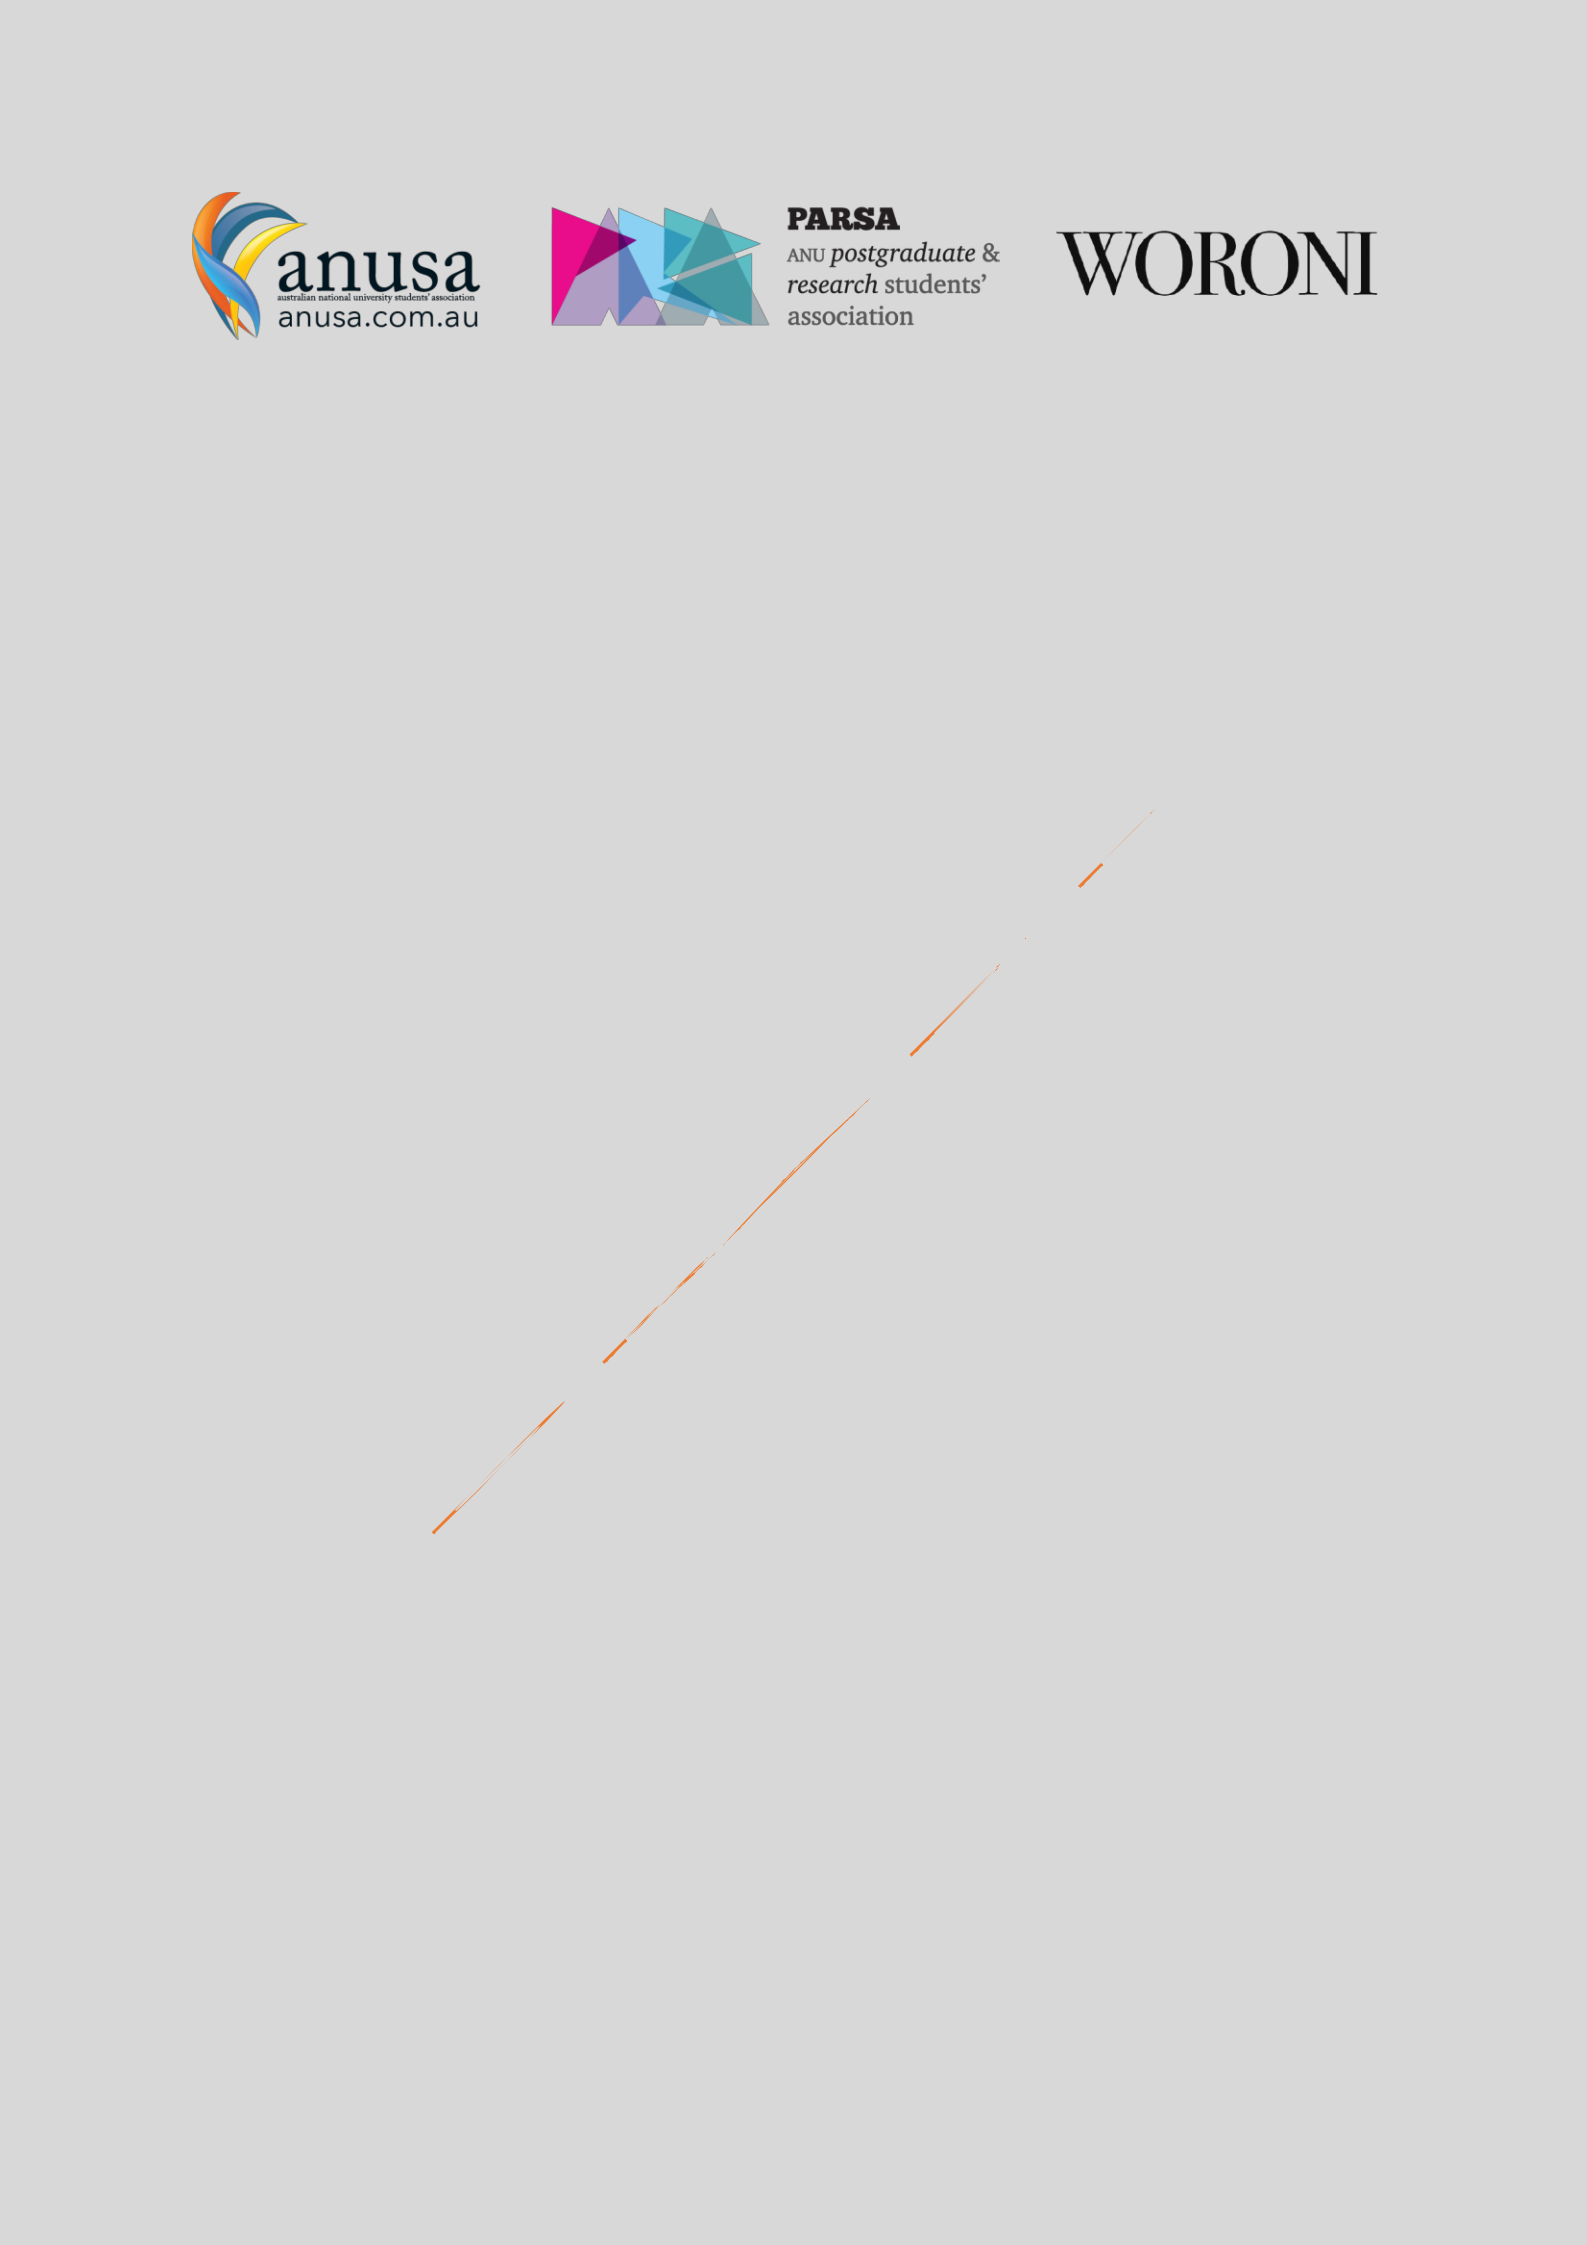 anusa
australian national university students' association
anusa.com.au
PARSA
ANU postgraduate &
research students’
association
WORONI